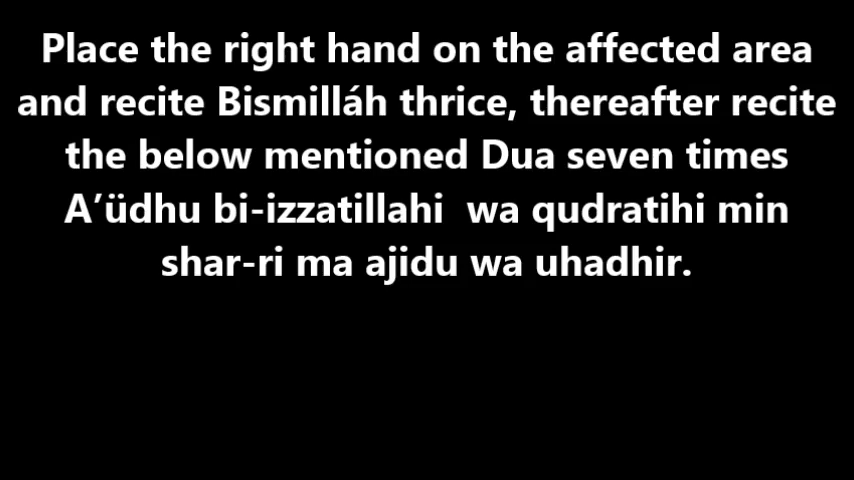 Place the right hand on the affected area
and recite Bismilláh thrice, thereafter recite
the below mentioned Dua seven times
A’üdhu bi-izzatillahi  wa qudratihi min
shar-ri ma ajidu wa uhadhir.